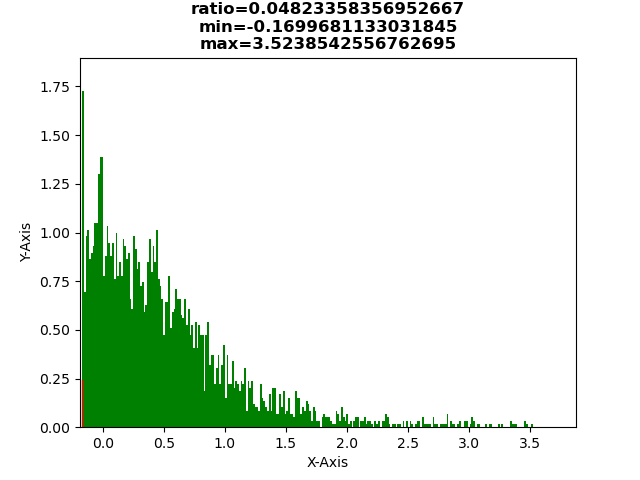 ratio=0.04823358356952667
min=-0.1699681133031845
max=3.5238542556762695
1.75
1.50
1.25
1.00
0.75
0.50
0.25
0.00
Y-Axis
0.0 0.5 1.0 1.5 2.0 2.5 3.0 3.5
X-Axis